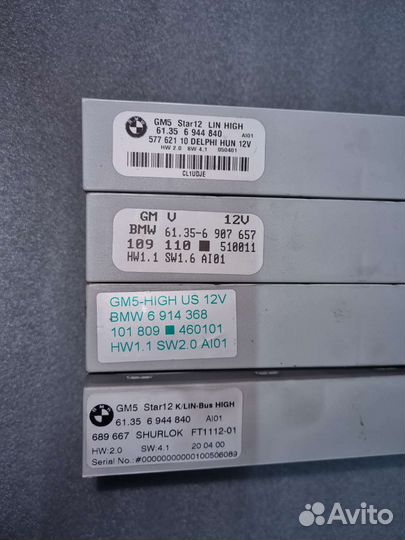 GM5 Star12 LIN HIGH
61.35 6 944 840 AI01
577 621 10 DELPHI HUN 12V
HW 2.0 SW 4.1 050401
CL1UDJE
GM V 12V
BMW 61.35-6 907 657
109 110 ■ 510011
HW1.1 SW1.6 AI01
GM5-HIGH US 12V
BMW 6 914 368
101 809 ■ 460101
HW1.1 SW2.0 AI01
GM5 Star12 K/LIN-Bus HIGH
61.35 6 944 840 AI01
689 667 SHURLOK FT1112-01
HW:2.0 SW:4.1 20 04 00
Serial No.:#00000000000100506089
Avito